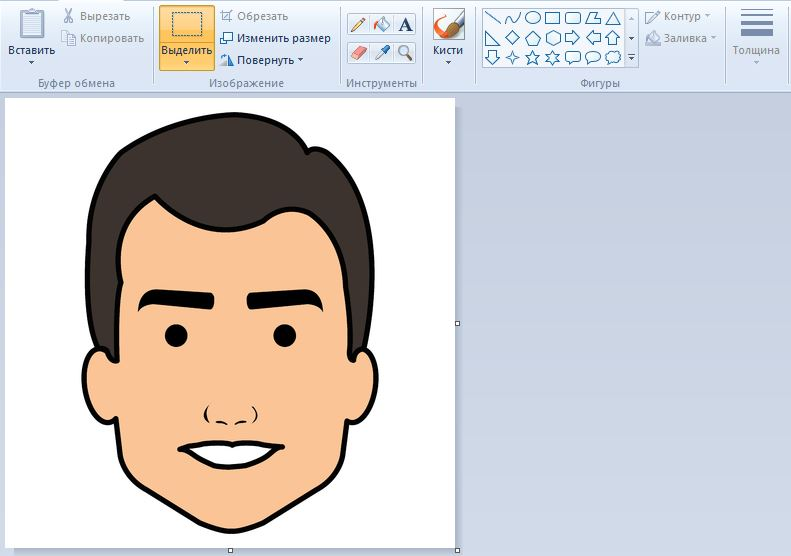 Вставить
Вырезать
Копировать
Буфер обмена
Выделить
Обрезать
Изменить размер
Повернуть
Изображение
A
Инструменты
Кисти
Фигуры
Контур
Заливка
Толщина